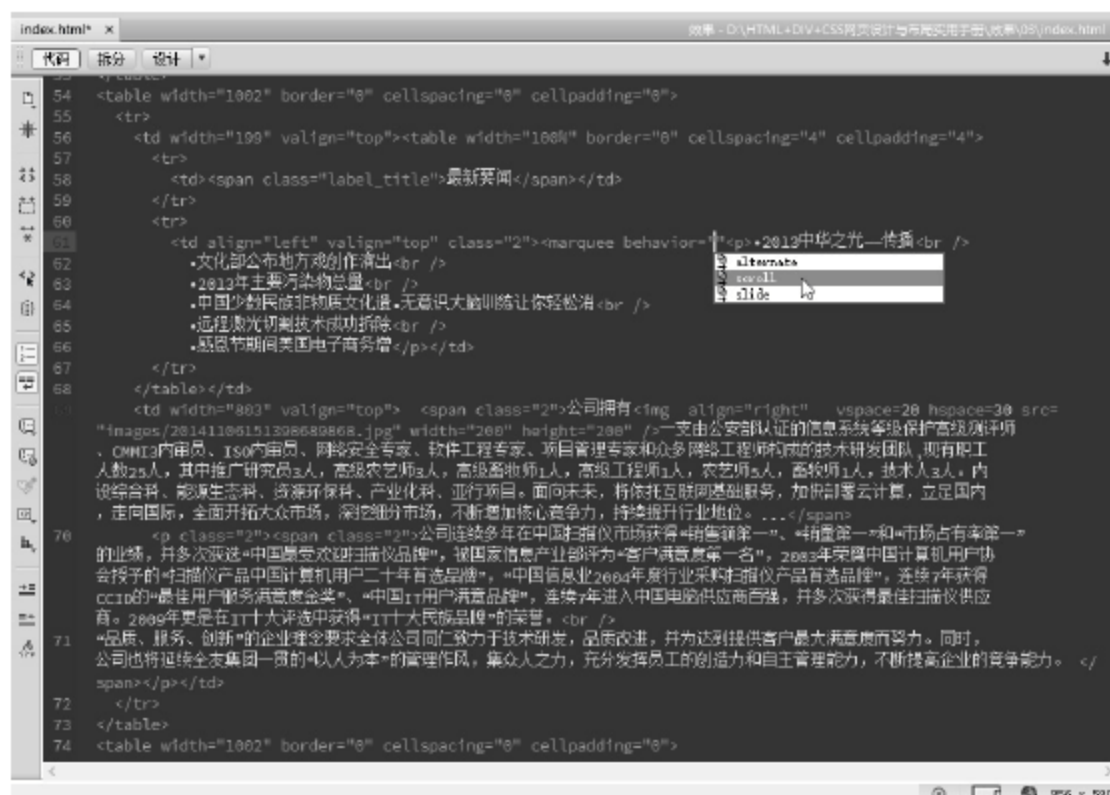 index.html* ×
效果 - D:\HTML+DIV+CSS网页设计与布局实用手册\效果\03\index.html
代码 拆分 设计
54 <table width="1002" border="0" cellspacing="0" cellpadding="0">
55 <tr>
56 <td width="199" valign="top"><table width="100%" border="0" cellspacing="4" cellpadding="4">
57 <tr>
58 <td><span class="label_title">最新要闻</span></td>
59 </tr>
60 <tr>
61 <td align="left" valign="top" class="2"><marquee behavior=""<p>•2013中华之光—传播<br />
alternate
62 •文化部公布地方戏创作演出<br />
scroll
63 •2013年主要污染物总量<br />
slide
64 •中国少数民族非物质文化遗•无意识大脑训练让你轻松消<br />
65 •远程激光切割技术成功拆除<br />
66 •感恩节期间美国电子商务增</p></td>
67 </tr>
68 </table></td>
69 <td width="803" valign="top"> <span class="2">公司拥有<img align="right" vspace=20 hspace=30 src=
"images/20141106151398689868.jpg" width="200" height="200" />一支由公安部认证的信息系统等级保护高级测评师
、CMMI3内审员、ISO内审员、网络安全专家、软件工程专家、项目管理专家和众多网络工程师构成的技术研发团队,现有职工
人数25人，其中推广研究员3人，高级农艺师3人，高级畜牧师1人，高级工程师1人，农艺师5人，畜牧师1人，技术人3人。内
设综合科、能源生态科、资源环保科、产业化科、亚行项目。面向未来，将依托互联网基础服务，加快部署云计算，立足国内
，走向国际，全面开拓大众市场，深挖细分市场，不断增加核心竞争力，持续提升行业地位。...</span>
70 <p class="2"><span class="2">公司连续多年在中国扫描仪市场获得“销售额第一”、“销量第一”和“市场占有率第一”
的业绩，并多次获选“中国最受欢迎扫描仪品牌”，被国家信息产业部评为“客户满意度第一名”，2003年荣膺中国计算机用户协
会授予的“扫描仪产品中国计算机用户二十年首选品牌”，“中国信息业2004年度行业采购扫描仪产品首选品牌”，连续7年获得
CCID的“最佳用户服务满意度金奖”、“中国IT用户满意品牌”，连续7年进入中国电脑供应商百强，并多次获得最佳扫描仪供应
商。2009年更是在IT十大评选中获得“IT十大民族品牌”的荣誉。<br />
71 “品质、服务、创新”的企业理念要求全体公司同仁致力于技术研发，品质改进，并为达到提供客户最大满意度而努力。同时，
公司也将延续全友集团一贯的“以人为本”的管理作风，集众人之力，充分发挥员工的创造力和自主管理能力，不断提高企业的竞争能力。 </
span></p></td>
72 </tr>
73 </table>
74 <table width="1002" border="0" cellspacing="0" cellpadding="0">